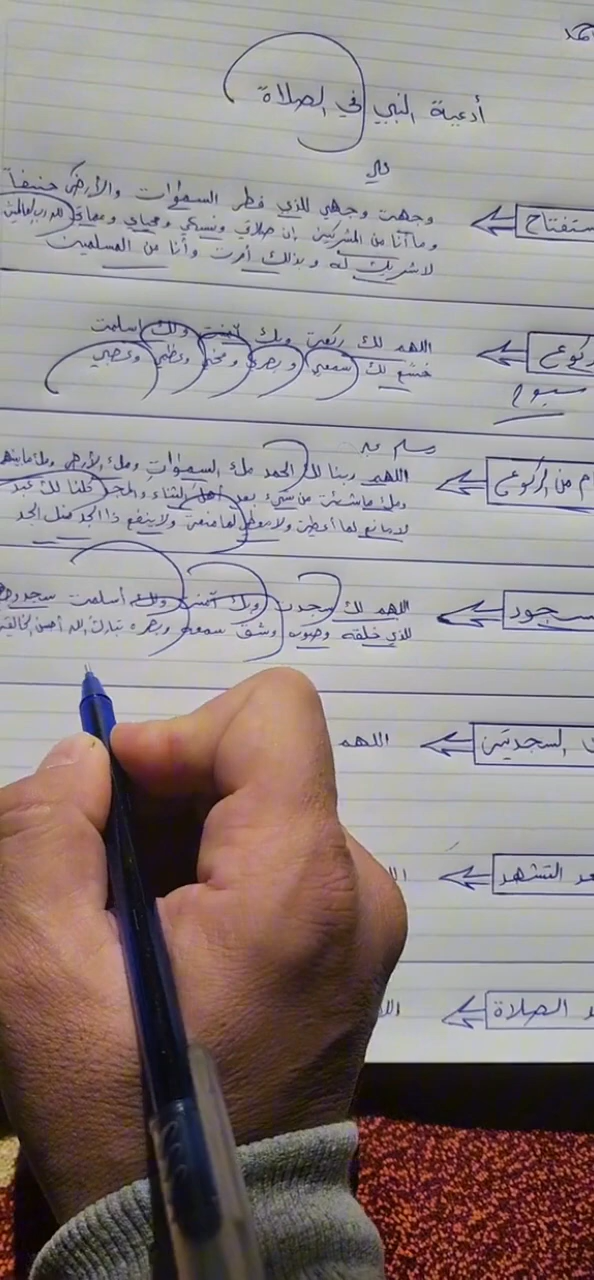 أدعية النبي في الصلاة
وجهت وجهي للذي فطر السموات والأرض حنيفاً
وما أنا من المشركين إن صلاتي ونسكي ومحياي ومماتي لله رب العالمين
لا شريك له وبذلك أمرت وأنا من المسلمين
اللهم لك ركعت وبك آمنت ولك أسلمت
خشع لك سمعي وبصري ومخي وعظمي وعصبي
الركوع
سبوح
اللهم ربنا لك الحمد ملء السموات وملء الأرض وملء ما بينهما
وملء ما شئت من شيء بعد أهل الثناء والمجد وكلنا لك عبد
لا مانع لما أعطيت ولا معطي لما منعت ولا ينفع ذا الجد منك الجد
م من الركوع
اللهم لك سجدت وبك آمنت ولك أسلمت سجد وجهي
للذي خلقه وصوره وشق سمعه وبصره تبارك الله أحسن الخالقين
سجود
السجدتين
اللهم
التشهد
الصلاة